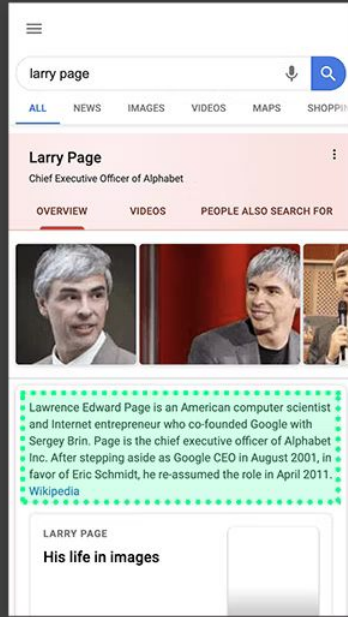 larry page
ALL NEWS IMAGES VIDEOS MAPS SHOPPIN
Larry Page
Chief Executive Officer of Alphabet
OVERVIEW VIDEOS PEOPLE ALSO SEARCH FOR
Lawrence Edward Page is an American computer scientist
and Internet entrepreneur who co-founded Google with
Sergey Brin. Page is the chief executive officer of Alphabet
Inc. After stepping aside as Google CEO in August 2001, in
favor of Eric Schmidt, he re-assumed the role in April 2011.
Wikipedia
LARRY PAGE
His life in images